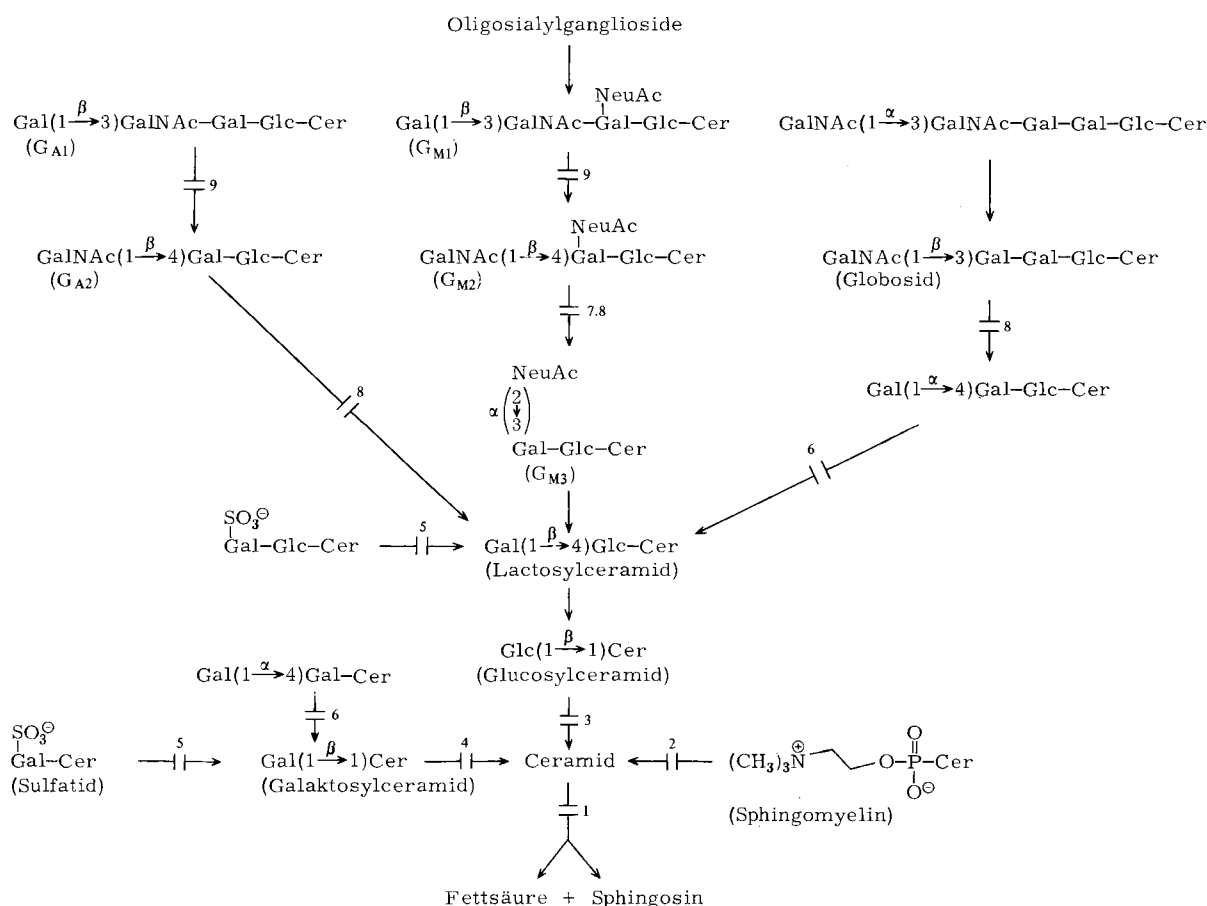 Oligosialylganglioside
NeuAc
Gal(1 β→ 3)GalNAc–Gal–Glc–Cer
(GA1)
Gal(1 β→ 3)GalNAc–Gal–Glc–Cer
(GM1)
GalNAc(1 α→ 3)GalNAc–Gal–Gal–Glc–Cer
9
9
NeuAc
GalNAc(1 β→ 4)Gal–Glc–Cer
(GA2)
GalNAc(1 β→ 4)Gal–Glc–Cer
(GM2)
GalNAc(1 β→ 3)Gal–Gal–Glc–Cer
(Globosid)
7.8
8
8
NeuAc
α(2→3)
Gal–Glc–Cer
(GM3)
Gal(1 α→ 4)Gal–Glc–Cer
6
SO3⊖
Gal–Glc–Cer
5
Gal(1 β→ 4)Glc–Cer
(Lactosylceramid)
Glc(1 β→ 1)Cer
(Glucosylceramid)
Gal(1 α→ 4)Gal–Cer
6
3
SO3⊖
Gal–Cer
(Sulfatid)
5
Gal(1 β→ 1)Cer
(Galaktosylceramid)
4
Ceramid
2
(CH3)3N⊕ O–P–Cer
O
O⊖
(Sphingomyelin)
1
Fettsäure + Sphingosin